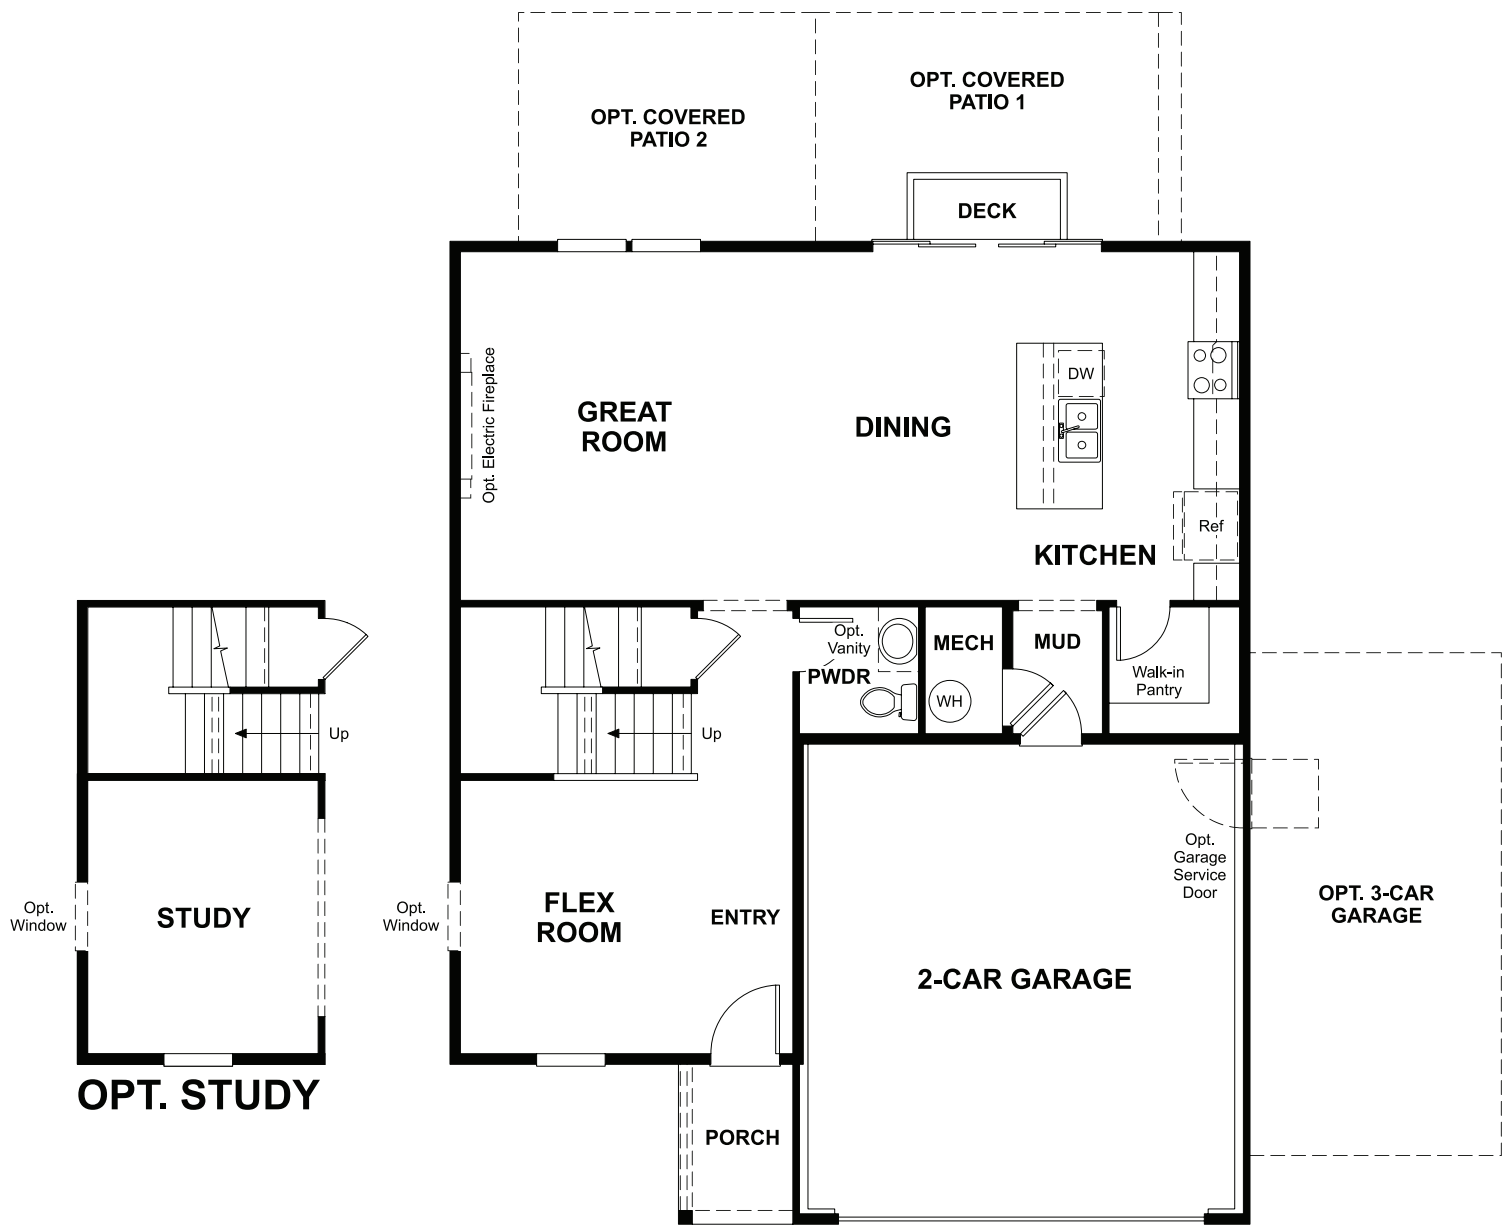 OPT. COVERED
PATIO 2
OPT. COVERED
PATIO 1
DECK
Opt. Electric Fireplace
GREAT
ROOM
DINING
DW
Ref
KITCHEN
Opt.
Vanity
PWDR
MECH
WH
MUD
Walk-in
Pantry
Up
Up
Opt.
Window
STUDY
Opt.
Window
FLEX
ROOM
ENTRY
Opt.
Garage
Service
Door
OPT. 3-CAR
GARAGE
2-CAR GARAGE
OPT. STUDY
PORCH